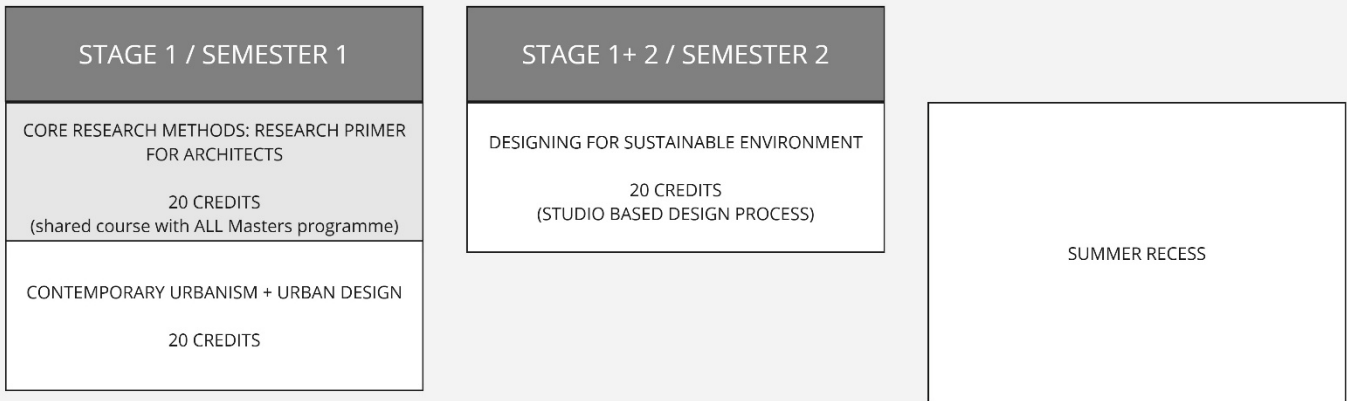 STAGE 1 / SEMESTER 1
CORE RESEARCH METHODS: RESEARCH PRIMER
FOR ARCHITECTS
20 CREDITS
(shared course with ALL Masters programme)
CONTEMPORARY URBANISM + URBAN DESIGN
20 CREDITS
STAGE 1+ 2 / SEMESTER 2
DESIGNING FOR SUSTAINABLE ENVIRONMENT
20 CREDITS
(STUDIO BASED DESIGN PROCESS)
SUMMER RECESS